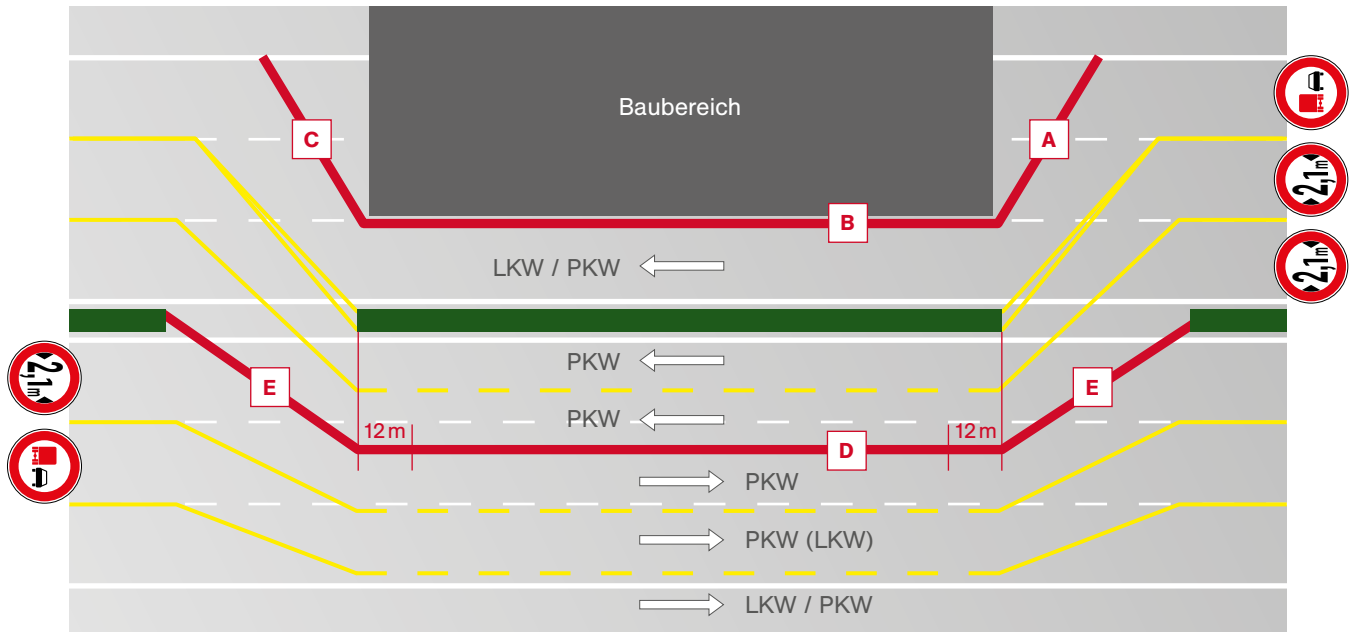 Baubereich
C
A
B
LKW / PKW
2,1m
2,1m
PKW
2,1m
E
E
PKW
12 m
12 m
D
PKW
PKW (LKW)
LKW / PKW